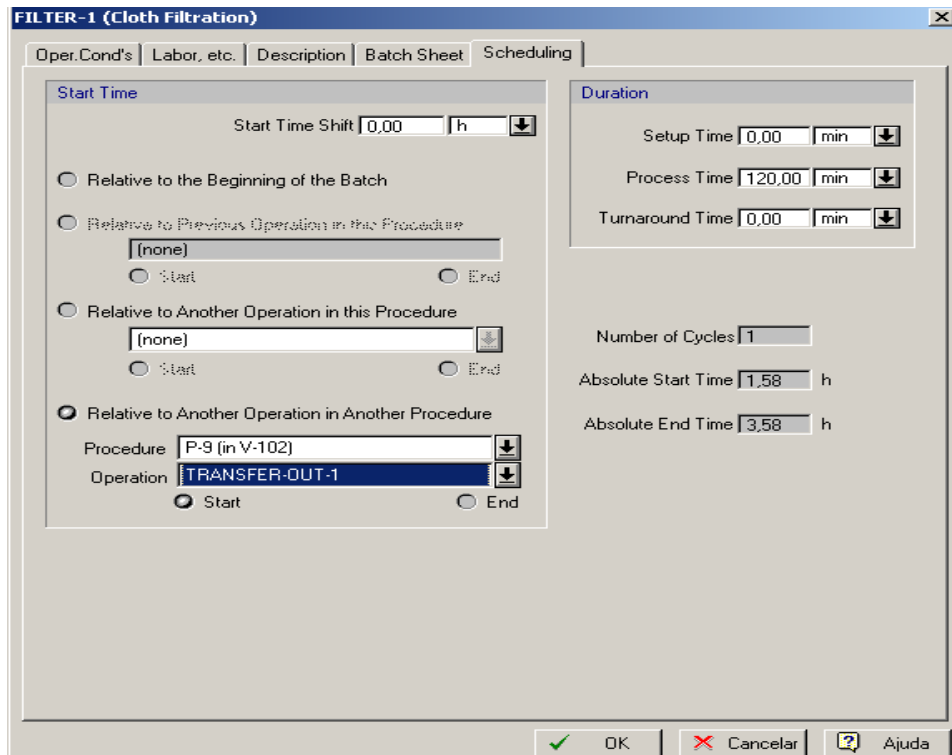 FILTER-1 (Cloth Filtration)
Oper.Cond's Labor, etc. Description Batch Sheet Scheduling
Start Time
Start Time Shift 0,00 h
Relative to the Beginning of the Batch
Relative to Previous Operation in this Procedure
(none)
Start End
Relative to Another Operation in this Procedure
(none)
Start End
Relative to Another Operation in Another Procedure
Procedure P-9 (in V-102)
Operation TRANSFER-OUT-1
Start End
Duration
Setup Time 0,00 min
Process Time 120,00 min
Turnaround Time 0,00 min
Number of Cycles 1
Absolute Start Time 1,58 h
Absolute End Time 3,58 h
OK Cancelar Ajuda